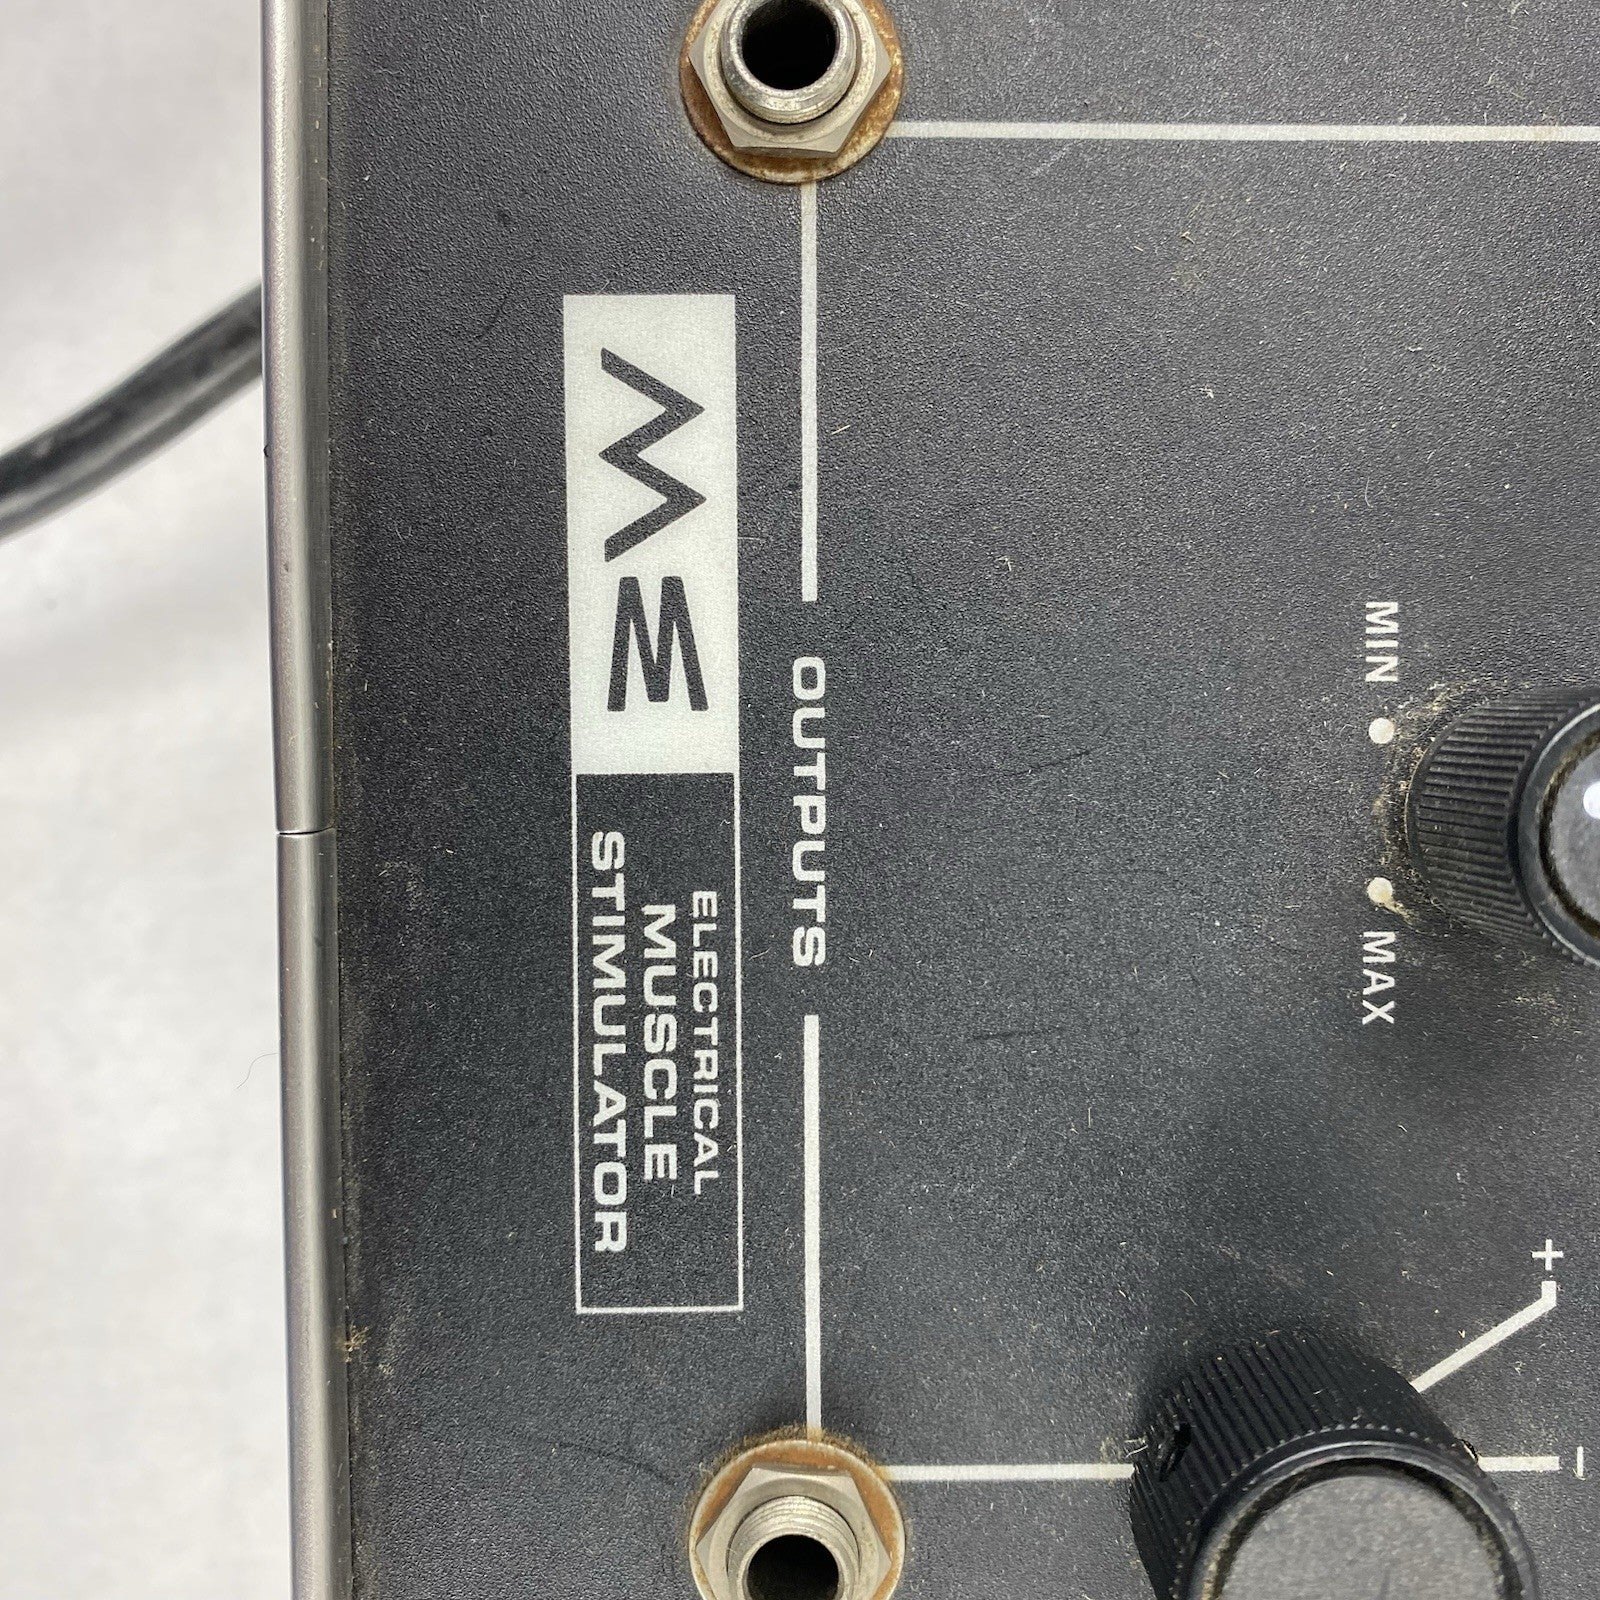 ME
ELECTRICAL
MUSCLE
STIMULATOR
OUTPUTS
MIN
MAX
+
-